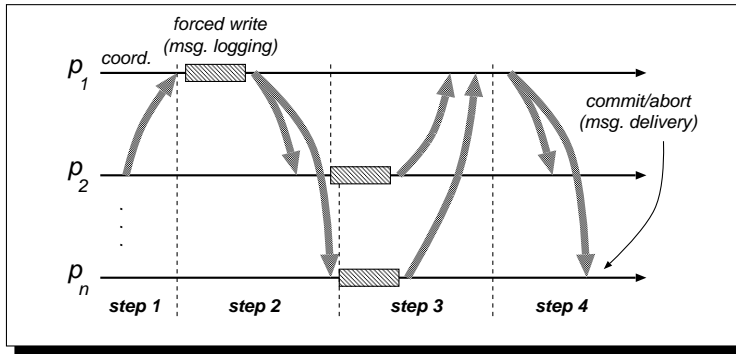 forced write
(msg. logging)
coord.
p1
commit/abort
(msg. delivery)
p2
. . .
pn
step 1 step 2 step 3 step 4